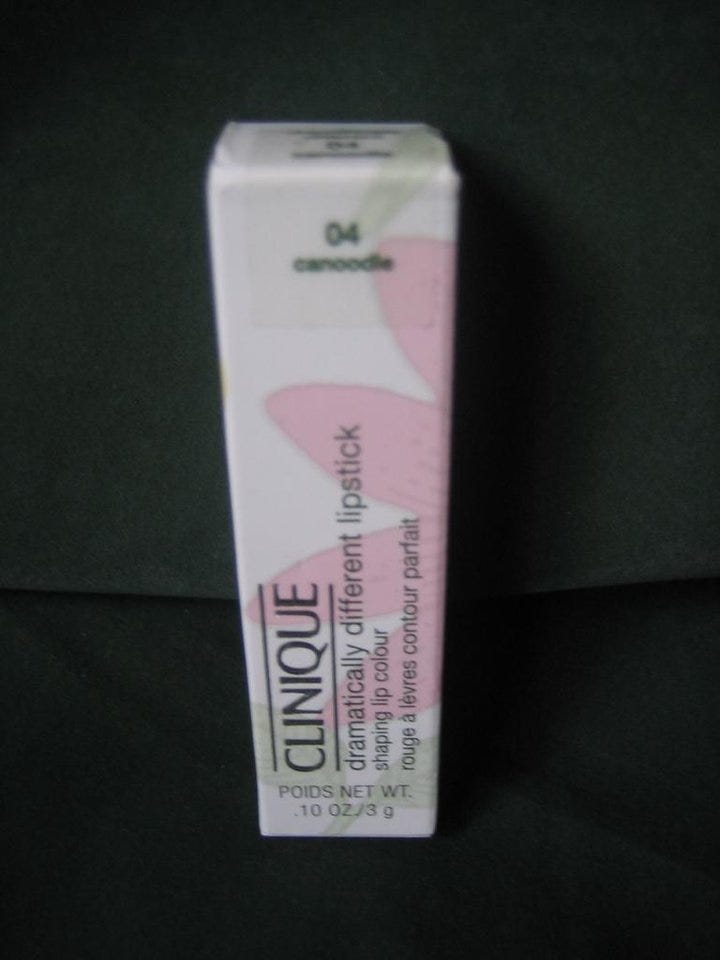 04
04
canoodle
CLINIQUE
dramatically different lipstick
shaping lip colour
rouge à lèvres contour parfait
POIDS NET WT.
.10 OZ./3 g